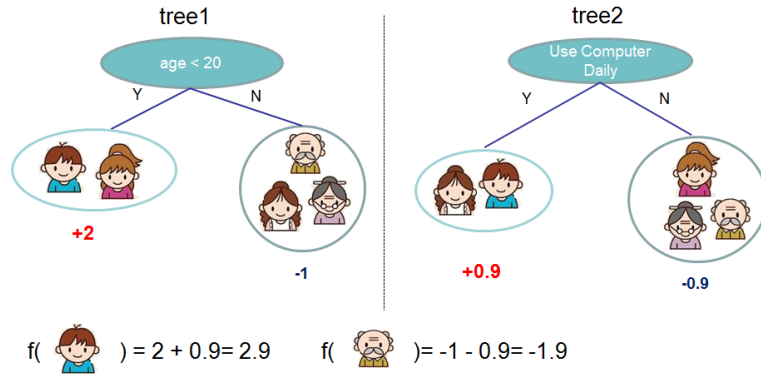 tree1
tree2
age < 20
Use Computer
Daily
Y
N
Y
N
+2
-1
+0.9
-0.9
f( ) = 2 + 0.9= 2.9
f( )= -1 - 0.9= -1.9